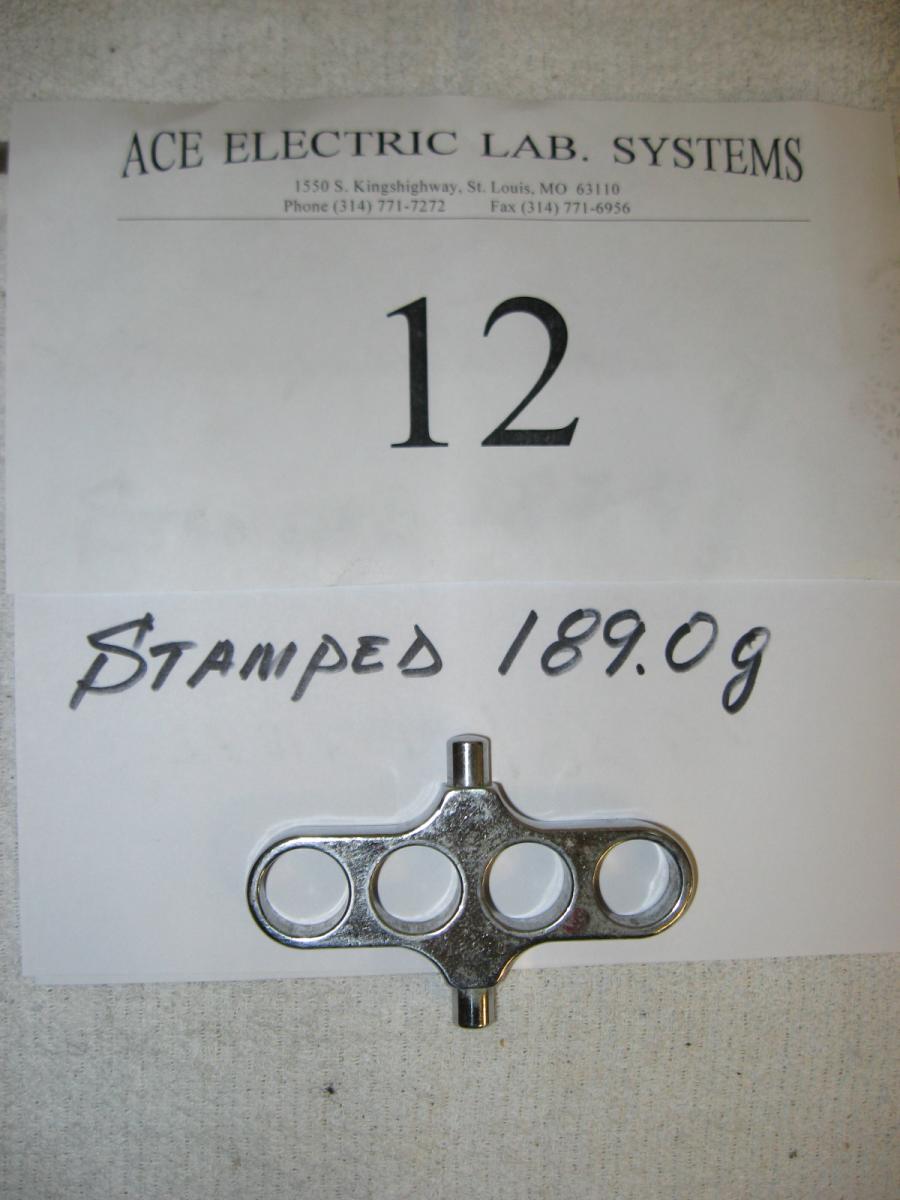 ACE ELECTRIC LAB. SYSTEMS
1550 S. Kingshighway, St. Louis, MO 63110
Phone (314) 771-7272 Fax (314) 771-6956
12
STAMPED 189.0g